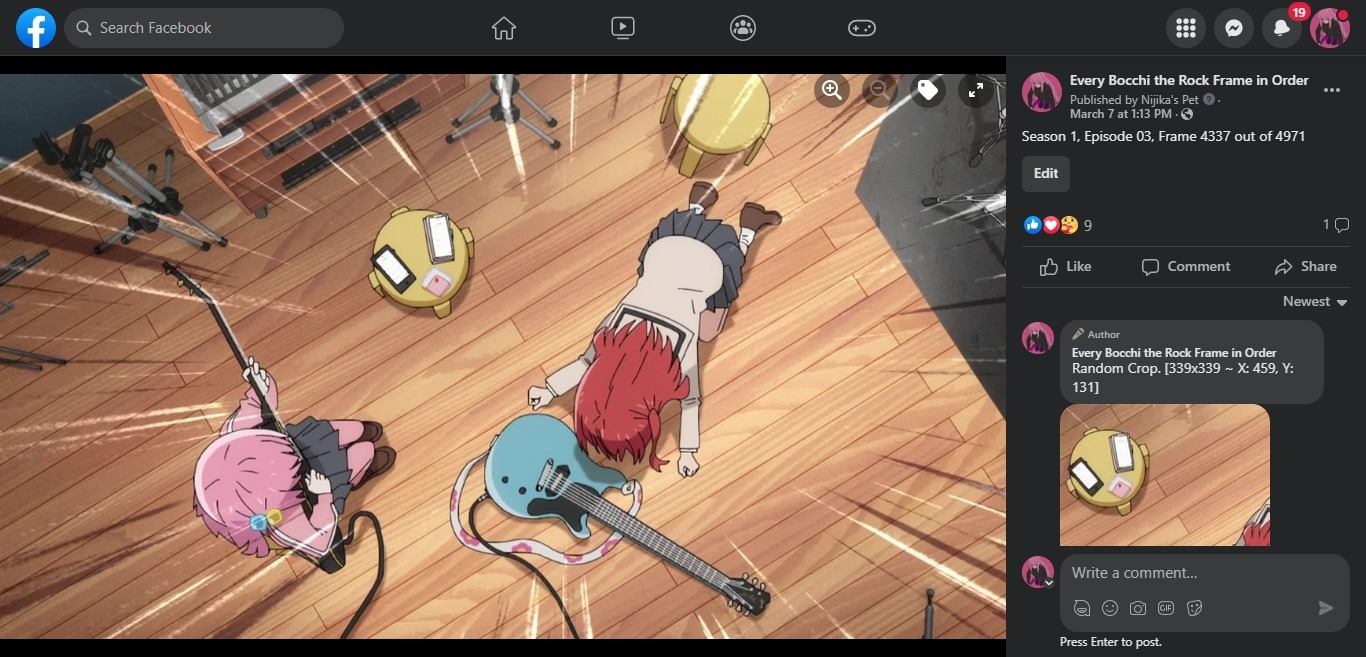 Search Facebook
19
Every Bocchi the Rock Frame in Order
Published by Nijika's Pet ·
March 7 at 1:13 PM ·
Season 1, Episode 03, Frame 4337 out of 4971
Edit
9
1
Like
Comment
Share
Newest
Author
Every Bocchi the Rock Frame in Order
Random Crop. [339x339 ~ X: 459, Y:
131]
Write a comment…
GIF
Press Enter to post.